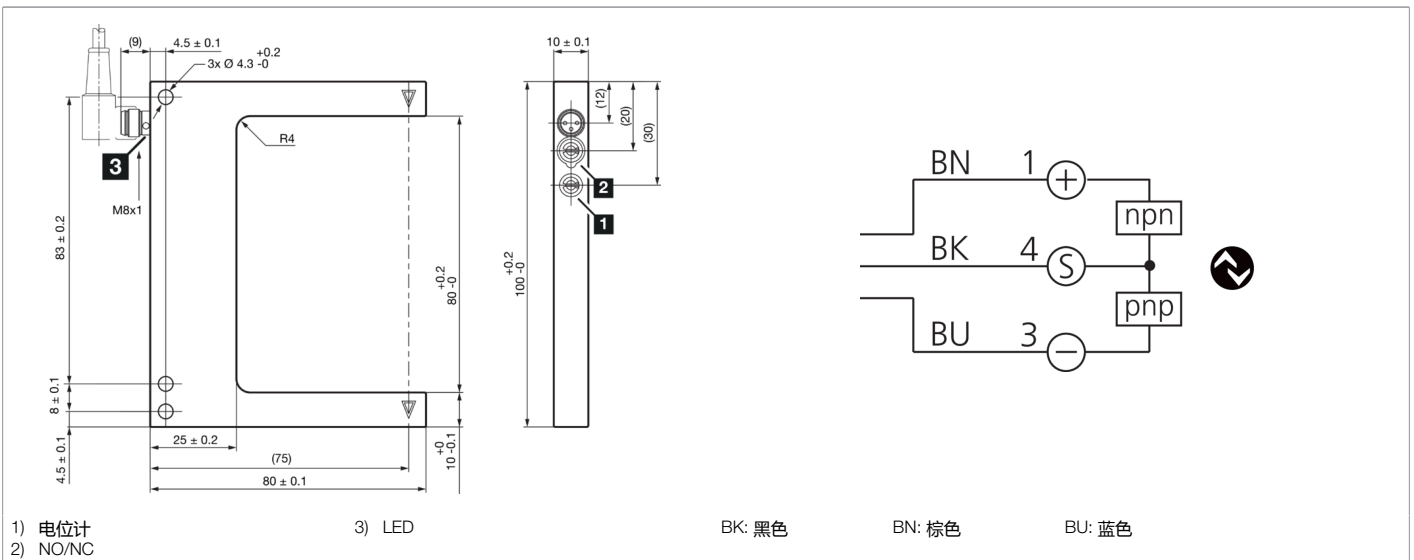 (9)
4.5 ± 0.1
3x Ø 4.3 +0.2 -0
R4
3
M8x1
83 ± 0.2
8 ± 0.1
4.5 ± 0.1
25 ± 0.2
(75)
80 ± 0.1
+0.2
80 -0
+0
10 -0.1
10 ± 0.1
(12)
(20)
(30)
2
1
+0.2
100 -0
BN 1 +
npn
BK 4 S
pnp
BU 3 −
1) 电位计 3) LED BK: 黑色 BN: 棕色 BU: 蓝色
2) NO/NC